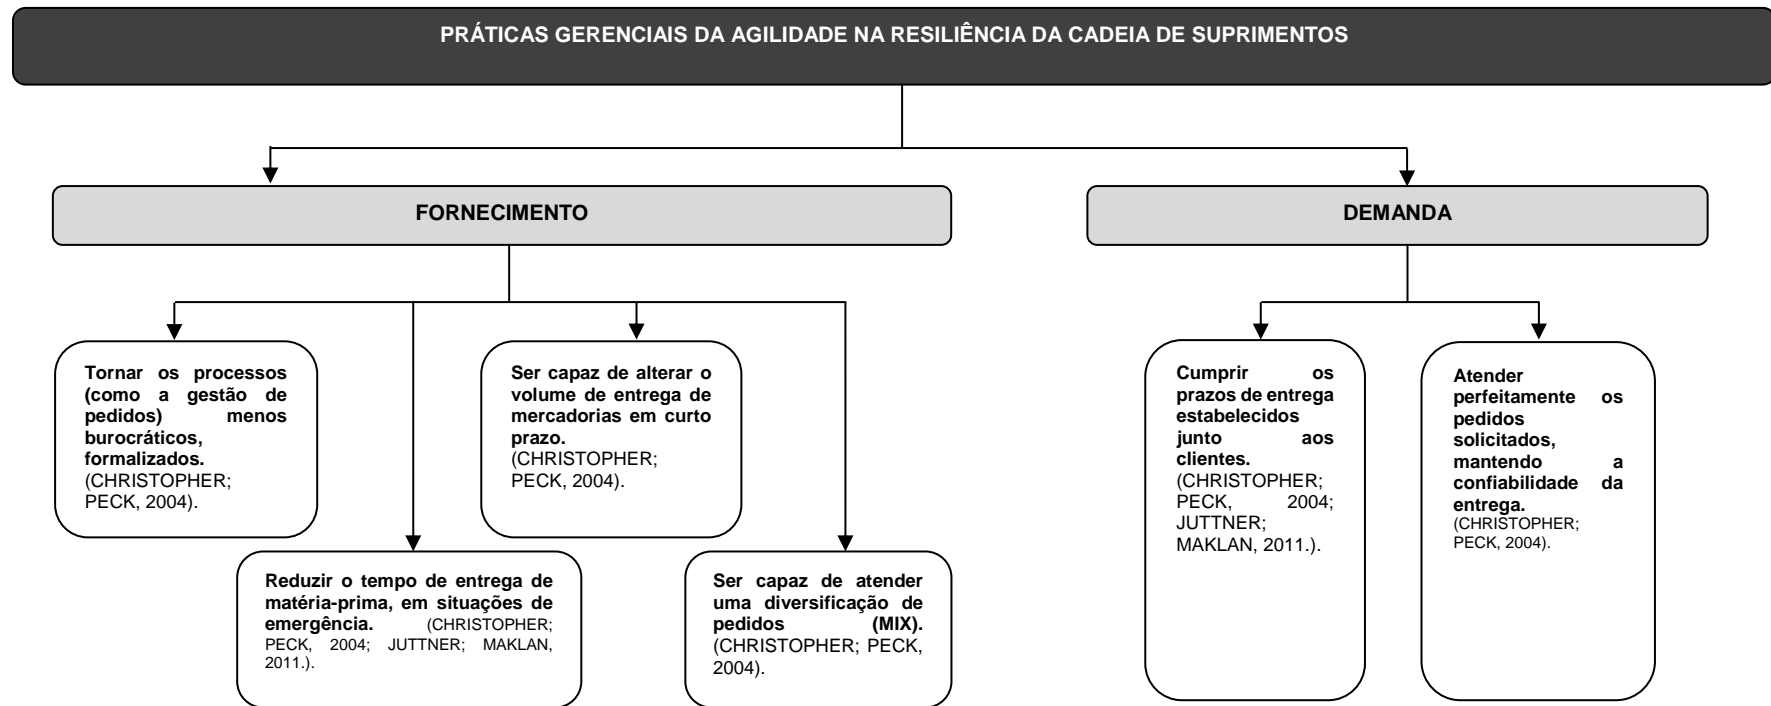 PRÁTICAS GERENCIAIS DA AGILIDADE NA RESILIÊNCIA DA CADEIA DE SUPRIMENTOS
FORNECIMENTO
DEMANDA
Tornar os processos
(como a gestão de
pedidos) menos
burocráticos,
formalizados.
(CHRISTOPHER;
PECK, 2004).
Ser capaz de alterar o
volume de entrega de
mercadorias em curto
prazo.
(CHRISTOPHER;
PECK, 2004).
Reduzir o tempo de entrega de
matéria-prima, em situações de
emergência. (CHRISTOPHER;
PECK, 2004; JUTTNER; MAKLAN,
2011.).
Ser capaz de atender
uma diversificação de
pedidos (MIX).
(CHRISTOPHER; PECK,
2004).
Cumprir os
prazos de entrega
estabelecidos
junto aos
clientes.
(CHRISTOPHER;
PECK, 2004;
JUTTNER;
MAKLAN, 2011.).
Atender
perfeitamente os
pedidos
solicitados,
mantendo a
confiabilidade da
entrega.
(CHRISTOPHER;
PECK, 2004).